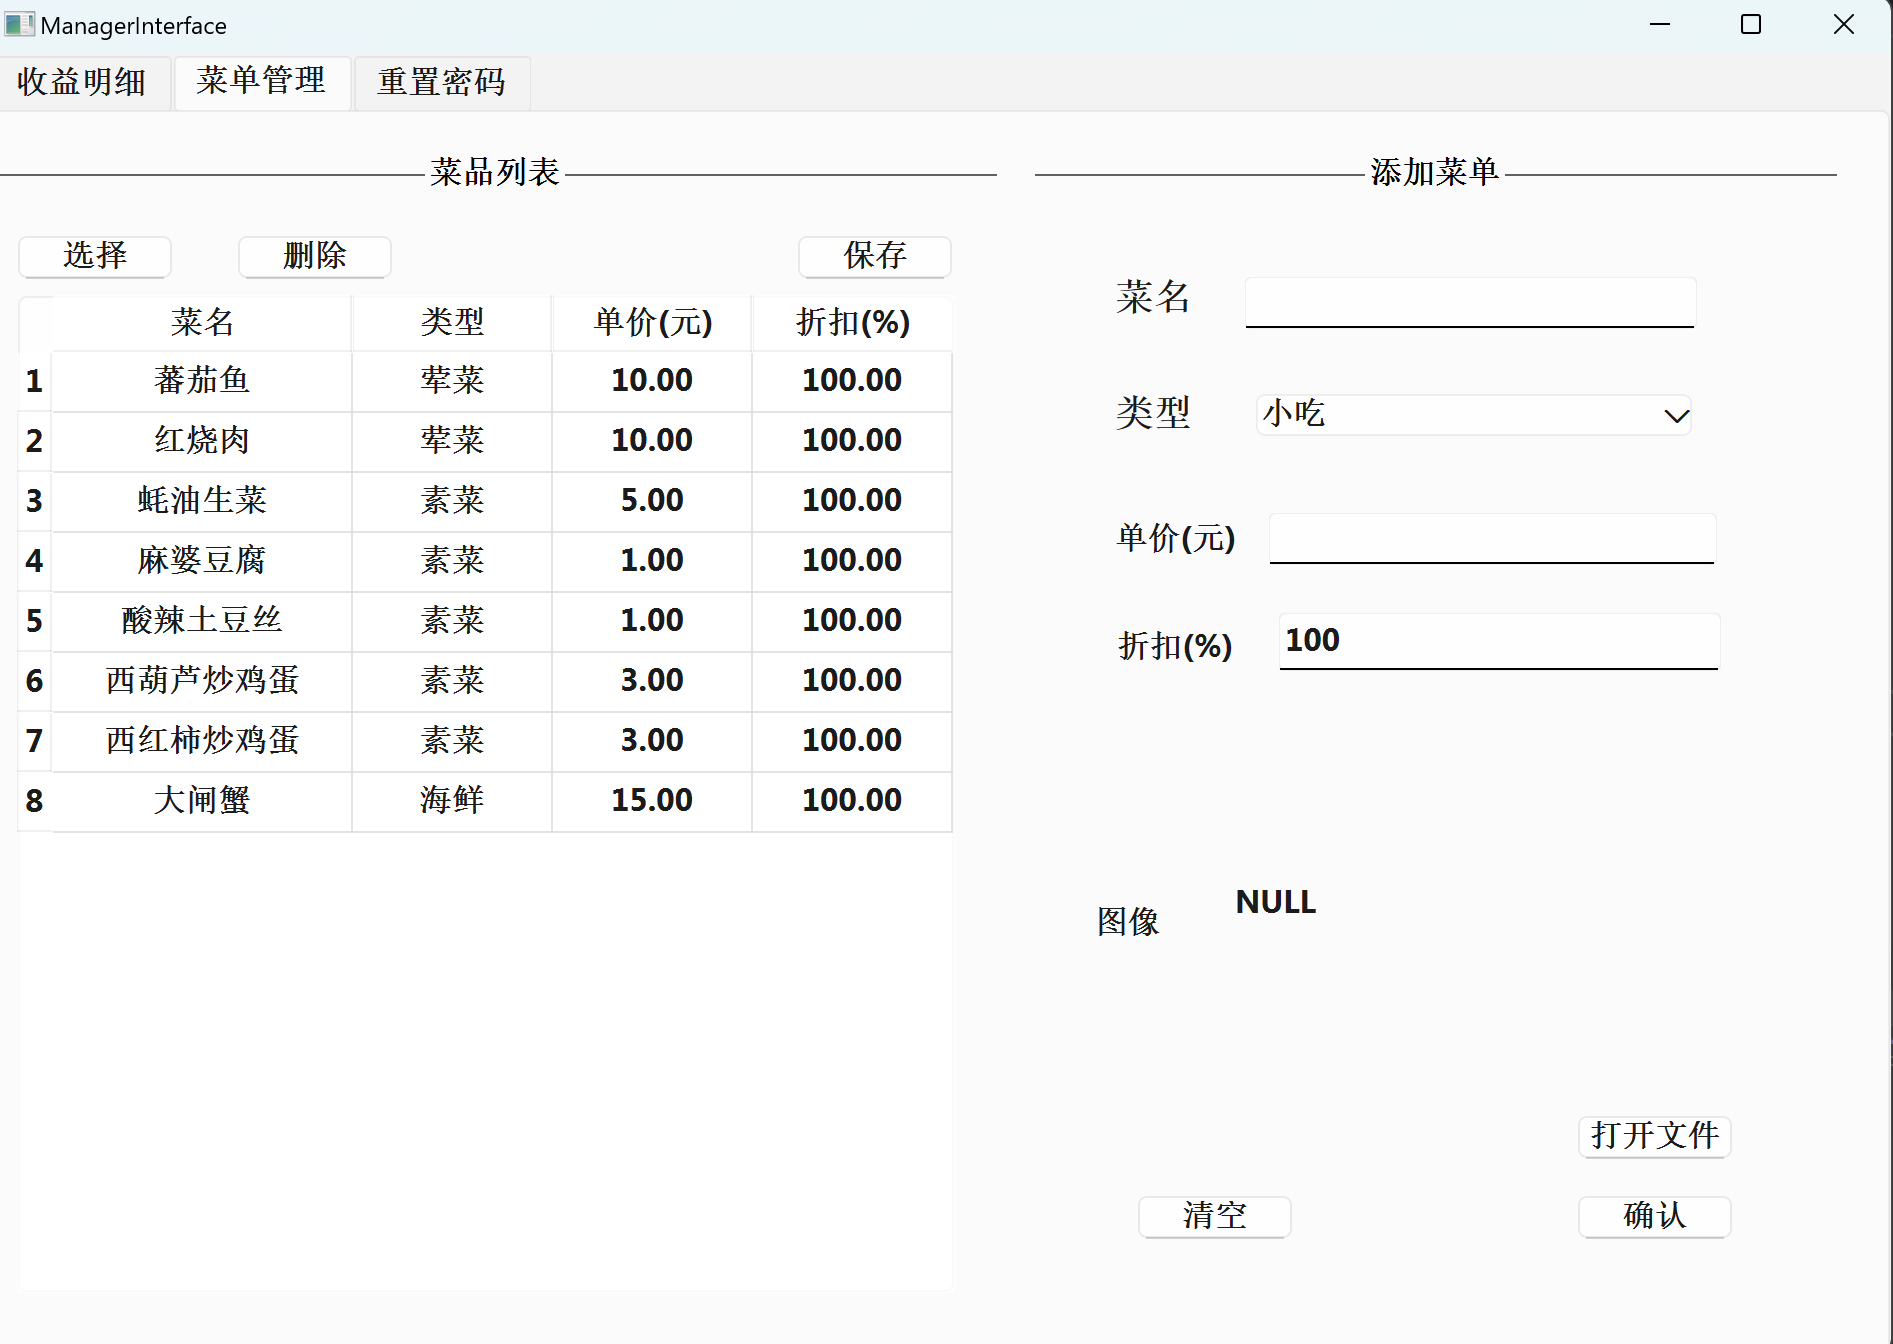 ManagerInterface
收益明细 菜单管理 重置密码
菜品列表
选择 删除 保存
菜名 类型 单价(元) 折扣(%)
1 蕃茄鱼 荤菜 10.00 100.00
2 红烧肉 荤菜 10.00 100.00
3 蚝油生菜 素菜 5.00 100.00
4 麻婆豆腐 素菜 1.00 100.00
5 酸辣土豆丝 素菜 1.00 100.00
6 西葫芦炒鸡蛋 素菜 3.00 100.00
7 西红柿炒鸡蛋 素菜 3.00 100.00
8 大闸蟹 海鲜 15.00 100.00
添加菜单
菜名
类型 小吃
单价(元)
折扣(%) 100
图像 NULL
打开文件
清空 确认